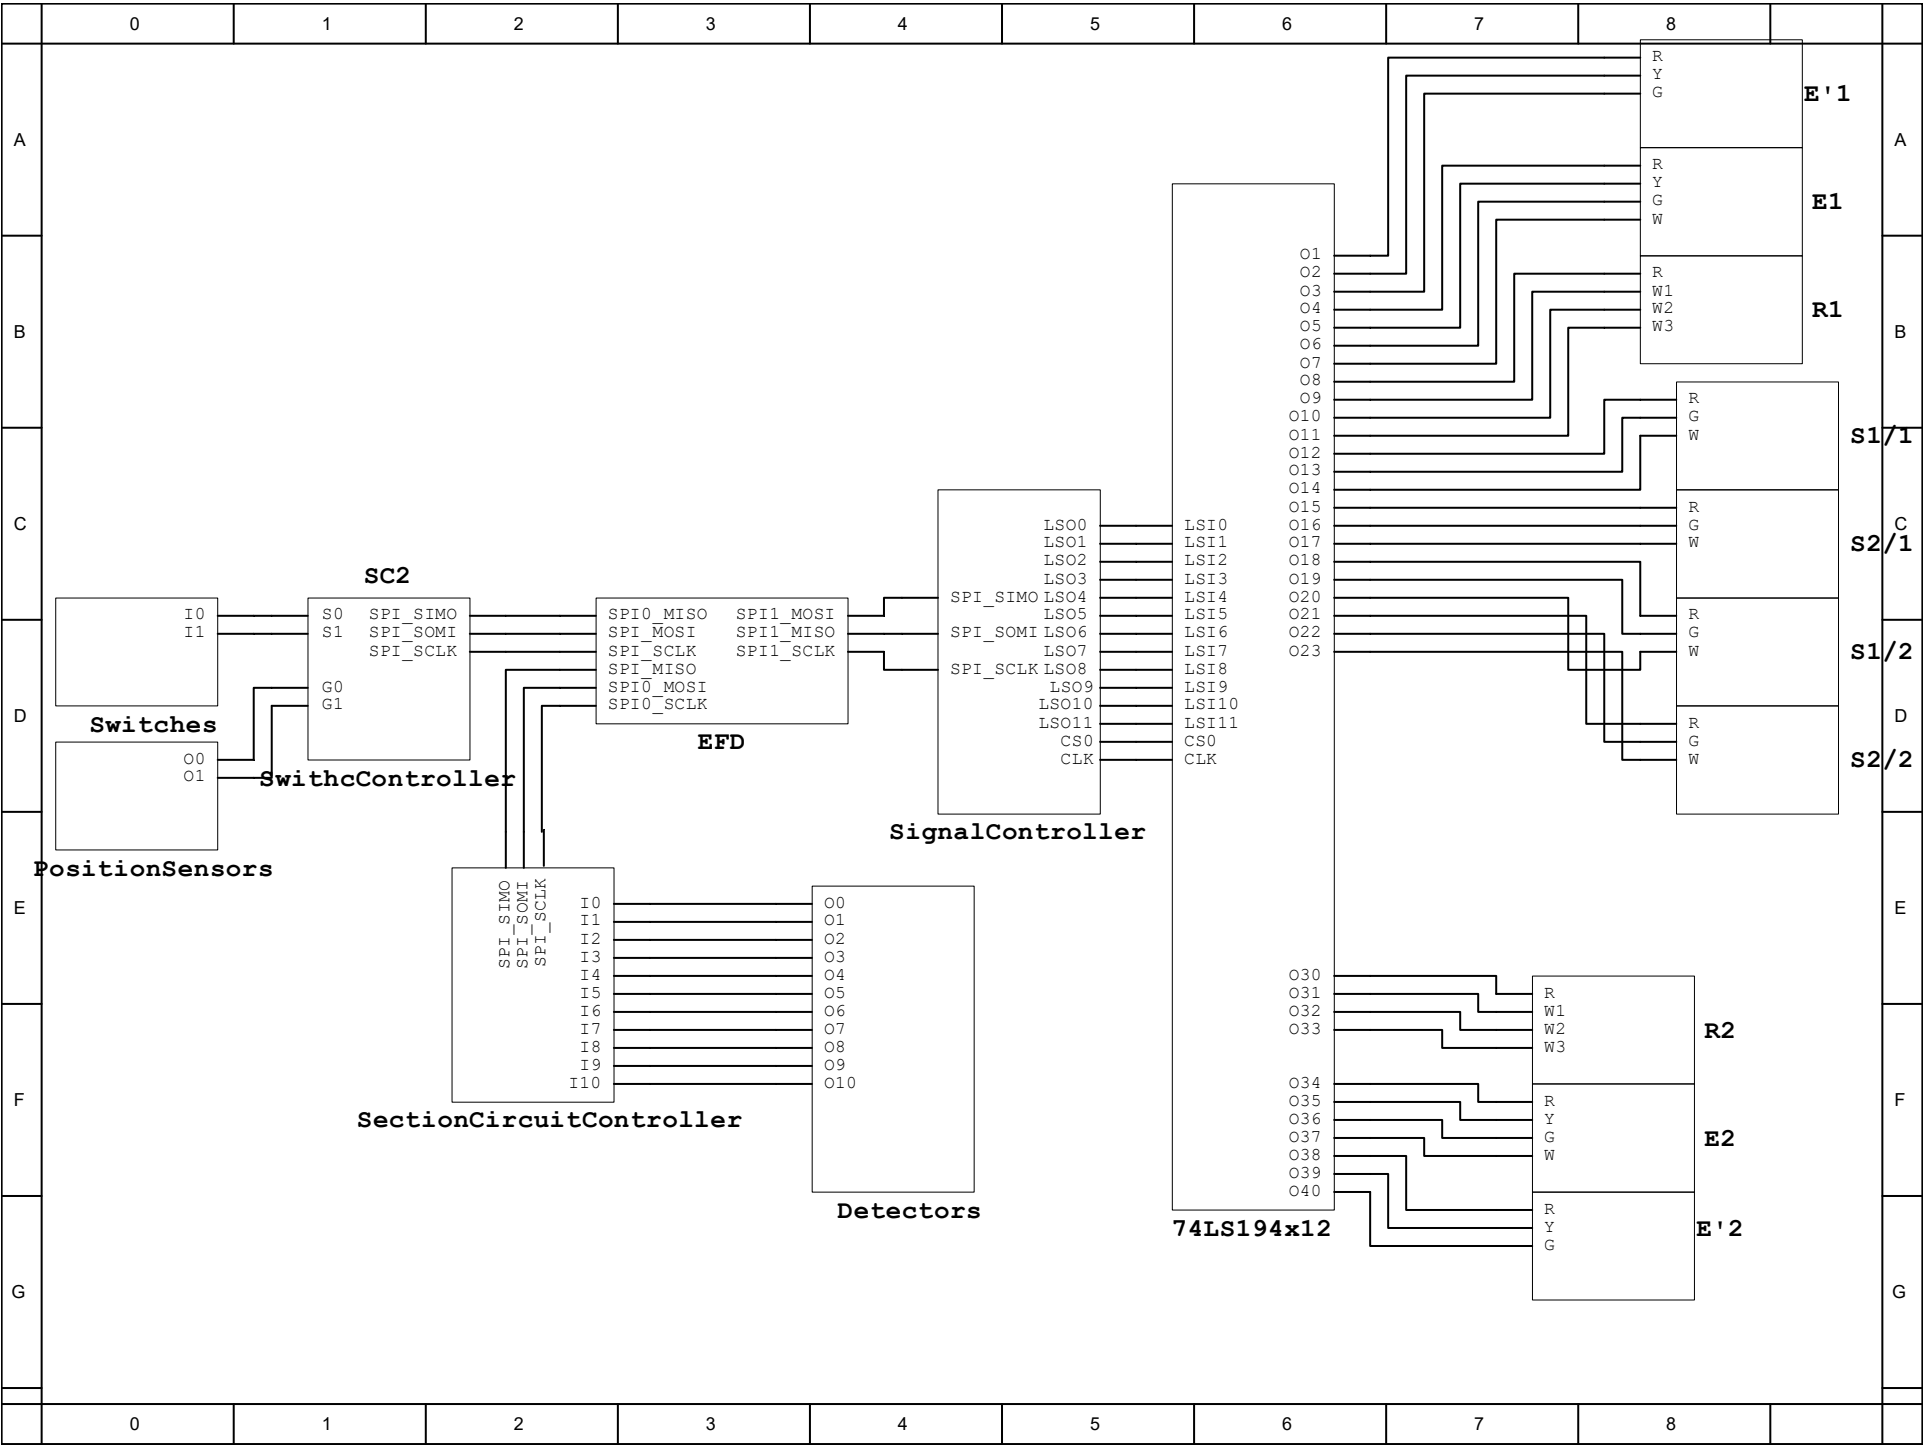 0 1 2 3 4 5 6 7 8
A
B
C
D
E
F
G
A
B
C
D
E
F
G
I0
I1
Switches
O0
O1
PositionSensors
SC2
S0 SPI_SIMO
S1 SPI_SOMI
SPI_SCLK
G0
G1
SwithcController
SPI0_MISO SPI1_MOSI
SPI_MOSI SPI1_MISO
SPI_SCLK SPI1_SCLK
SPI_MISO
SPI0_MOSI
SPI0_SCLK
EFD
SPI_SIMO
SPI_SOMI
SPI_SCLK
I0
I1
I2
I3
I4
I5
I6
I7
I8
I9
I10
SectionCircuitController
O0
O1
O2
O3
O4
O5
O6
O7
O8
O9
O10
Detectors
LSO0
LSO1
LSO2
LSO3
SPI_SIMO LSO4
LSO5
SPI_SOMI LSO6
LSO7
SPI_SCLK LSO8
LSO9
LSO10
LSO11
CS0
CLK
SignalController
LSI0
LSI1
LSI2
LSI3
LSI4
LSI5
LSI6
LSI7
LSI8
LSI9
LSI10
LSI11
CS0
CLK
O1
O2
O3
O4
O5
O6
O7
O8
O9
O10
O11
O12
O13
O14
O15
O16
O17
O18
O19
O20
O21
O22
O23
O30
O31
O32
O33
O34
O35
O36
O37
O38
O39
O40
74LS194x12
R
Y
G
E'1
R
Y
G
W
E1
R
W1
W2
W3
R1
R
G
W
S1/1
R
G
W
S2/1
R
G
W
S1/2
R
G
W
S2/2
R
W1
W2
W3
R2
R
Y
G
W
E2
R
Y
G
E'2
0 1 2 3 4 5 6 7 8